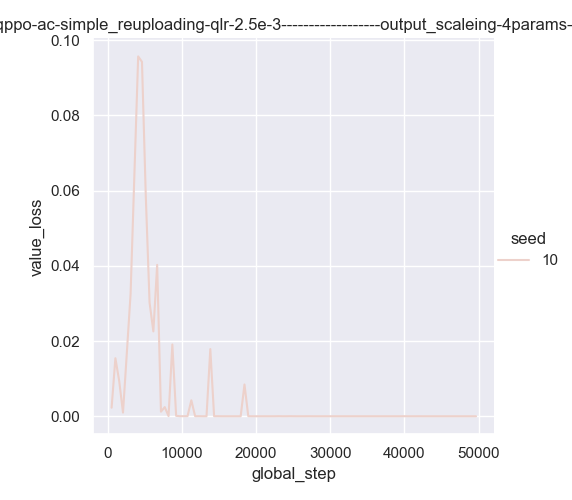 qppo-ac-simple_reuploading-qlr-2.5e-3------------------output_scaleing-4params-
0.10
0.08
0.06
0.04
0.02
0.00
value_loss
0 10000 20000 30000 40000 50000
global_step
seed
10